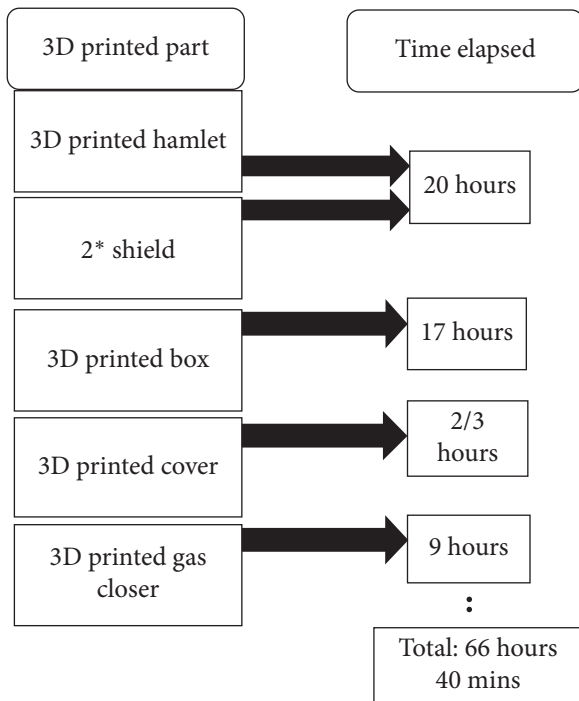 3D printed part
Time elapsed
3D printed hamlet
20 hours
2* shield
3D printed box
17 hours
3D printed cover
2/3
hours
3D printed gas
closer
9 hours
:
Total: 66 hours
40 mins